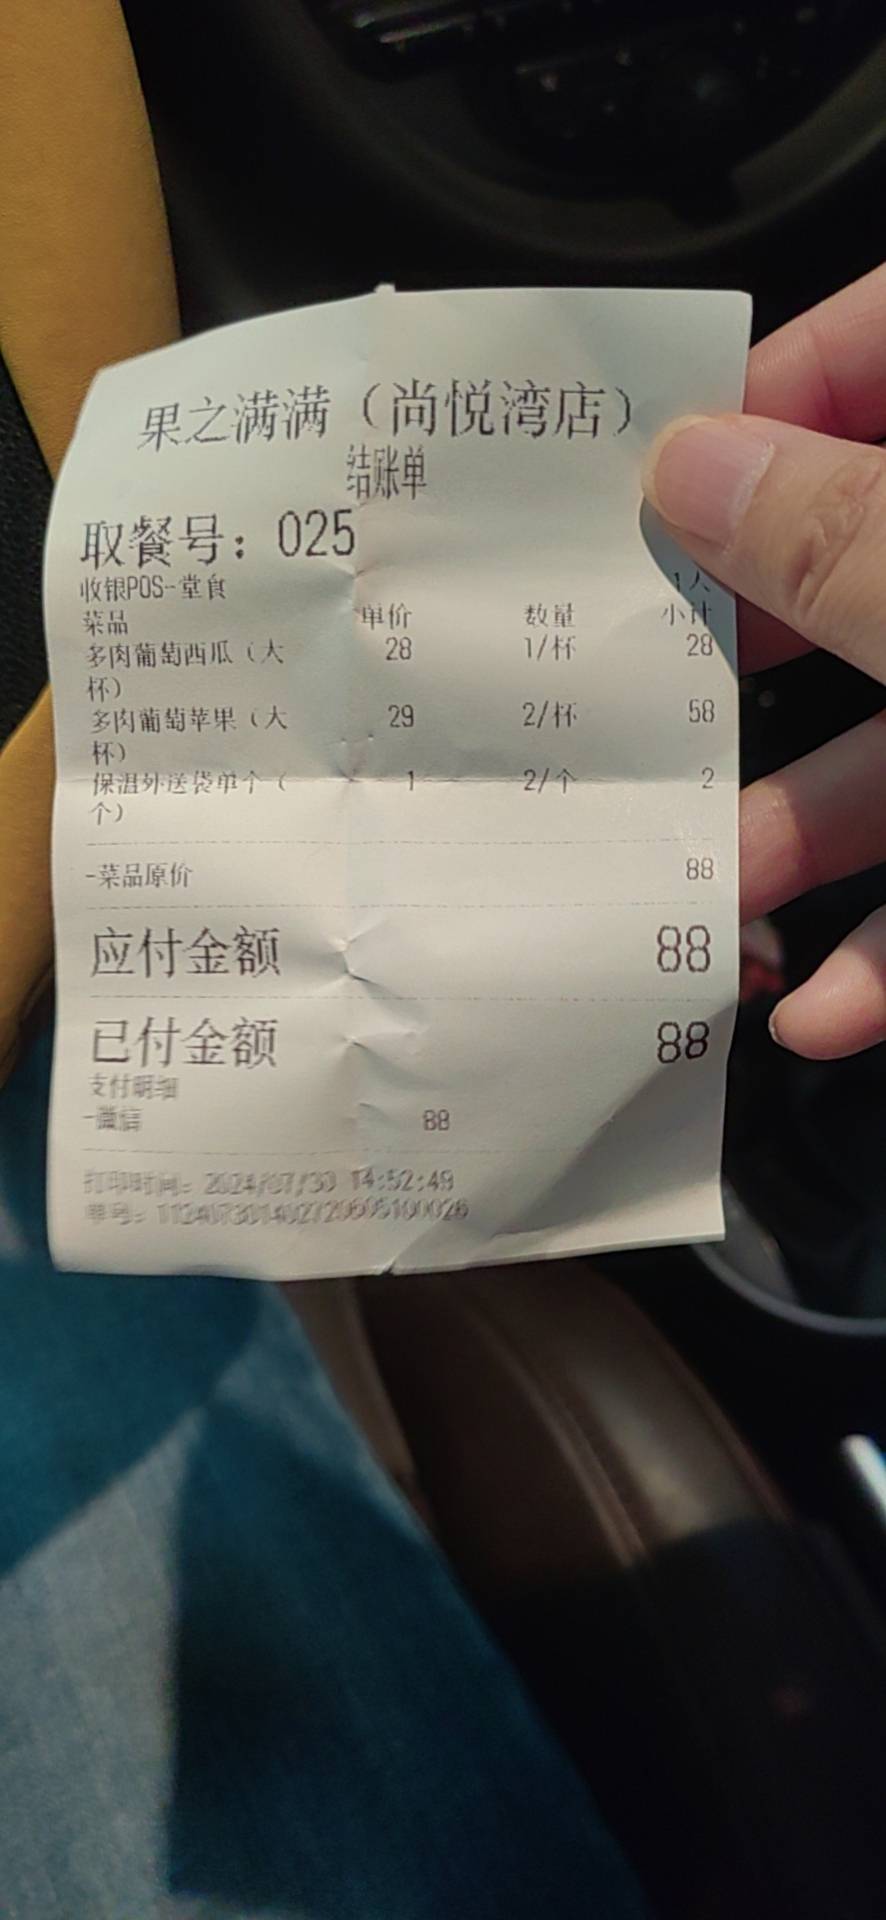 果之满满（尚悦湾店）
结账单
取餐号：025
收银POS-堂食 1人
菜品 单价 数量 小计
多肉葡萄西瓜（大 28 1/杯 28
杯）
多肉葡萄苹果（大 29 2/杯 58
杯）
保温外送袋单个（ 1 2/个 2
个）
-菜品原价 88
应付金额 88
已付金额 88
支付明细
-微信 88
打印时间：2024/07/30 14:52:49
单号：